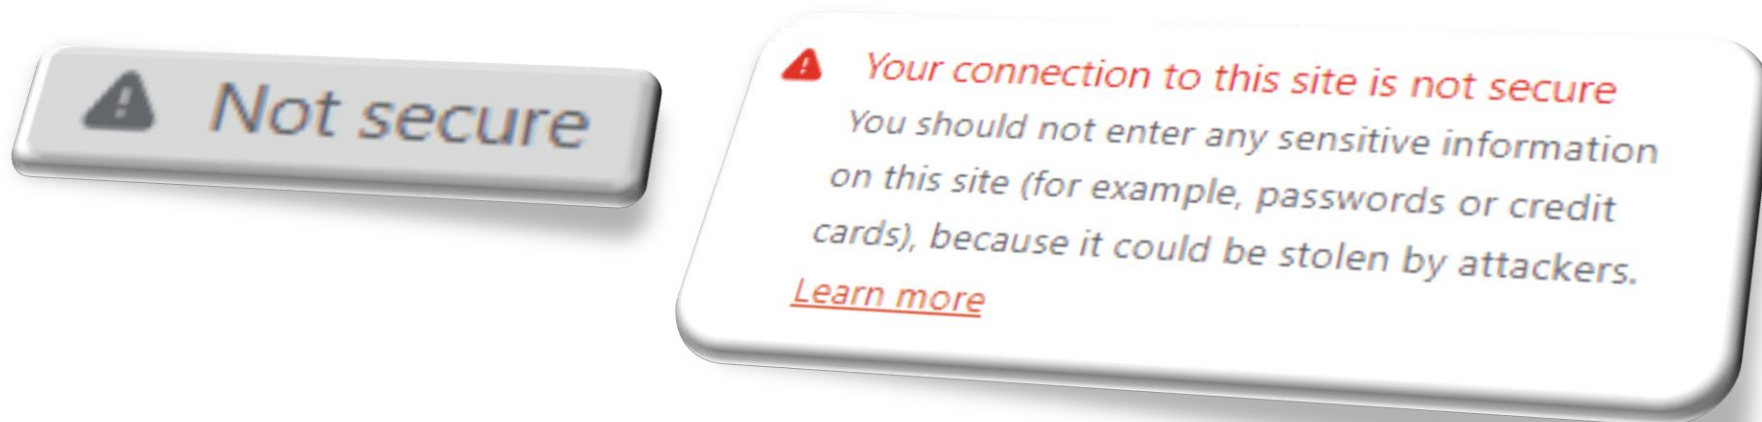 Not secure
Your connection to this site is not secure
You should not enter any sensitive information
on this site (for example, passwords or credit
cards), because it could be stolen by attackers.
Learn more